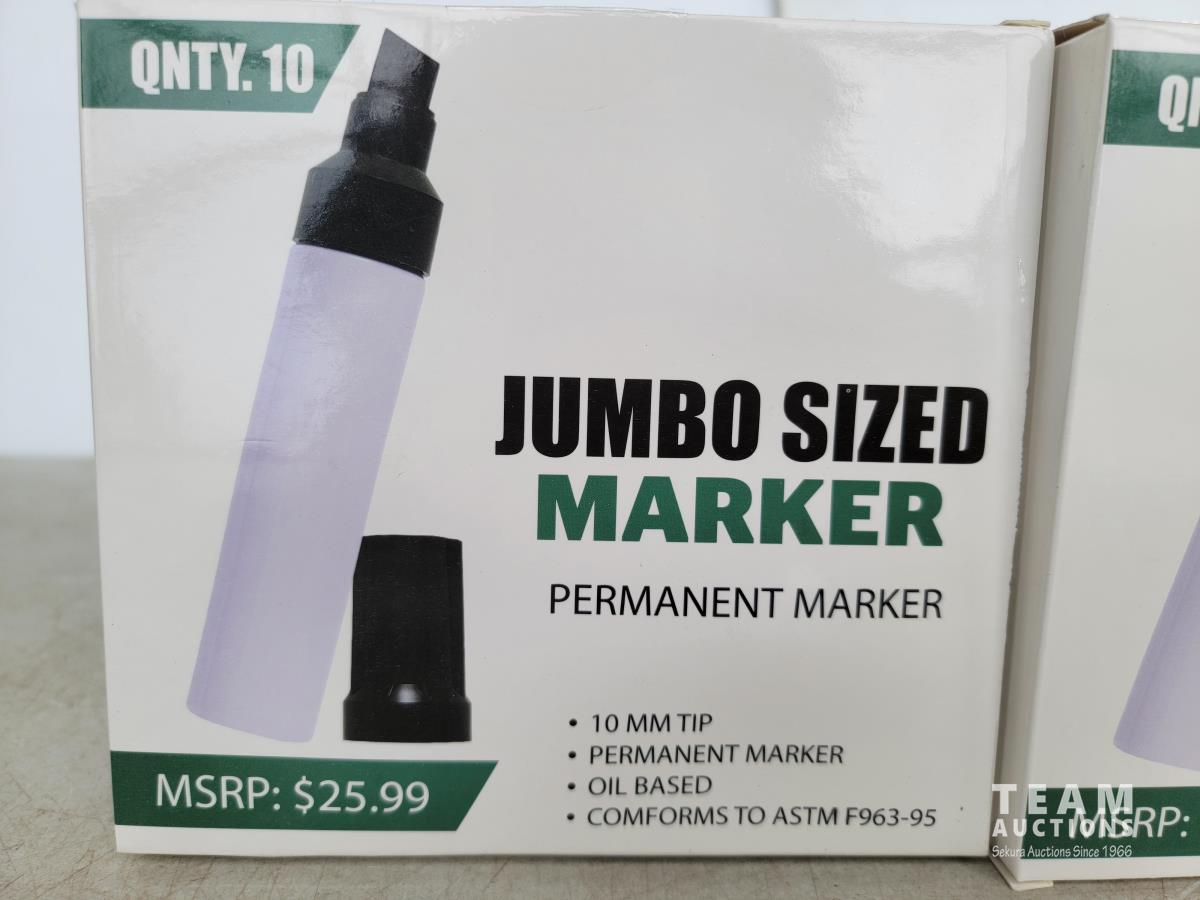 QNTY. 10
JUMBO SIZED
MARKER
PERMANENT MARKER
• 10 MM TIP
• PERMANENT MARKER
• OIL BASED
• COMFORMS TO ASTM F963-95
MSRP: $25.99
MSRP:
TEAM
AUCTIONS
Sekura Auctions Since 1966